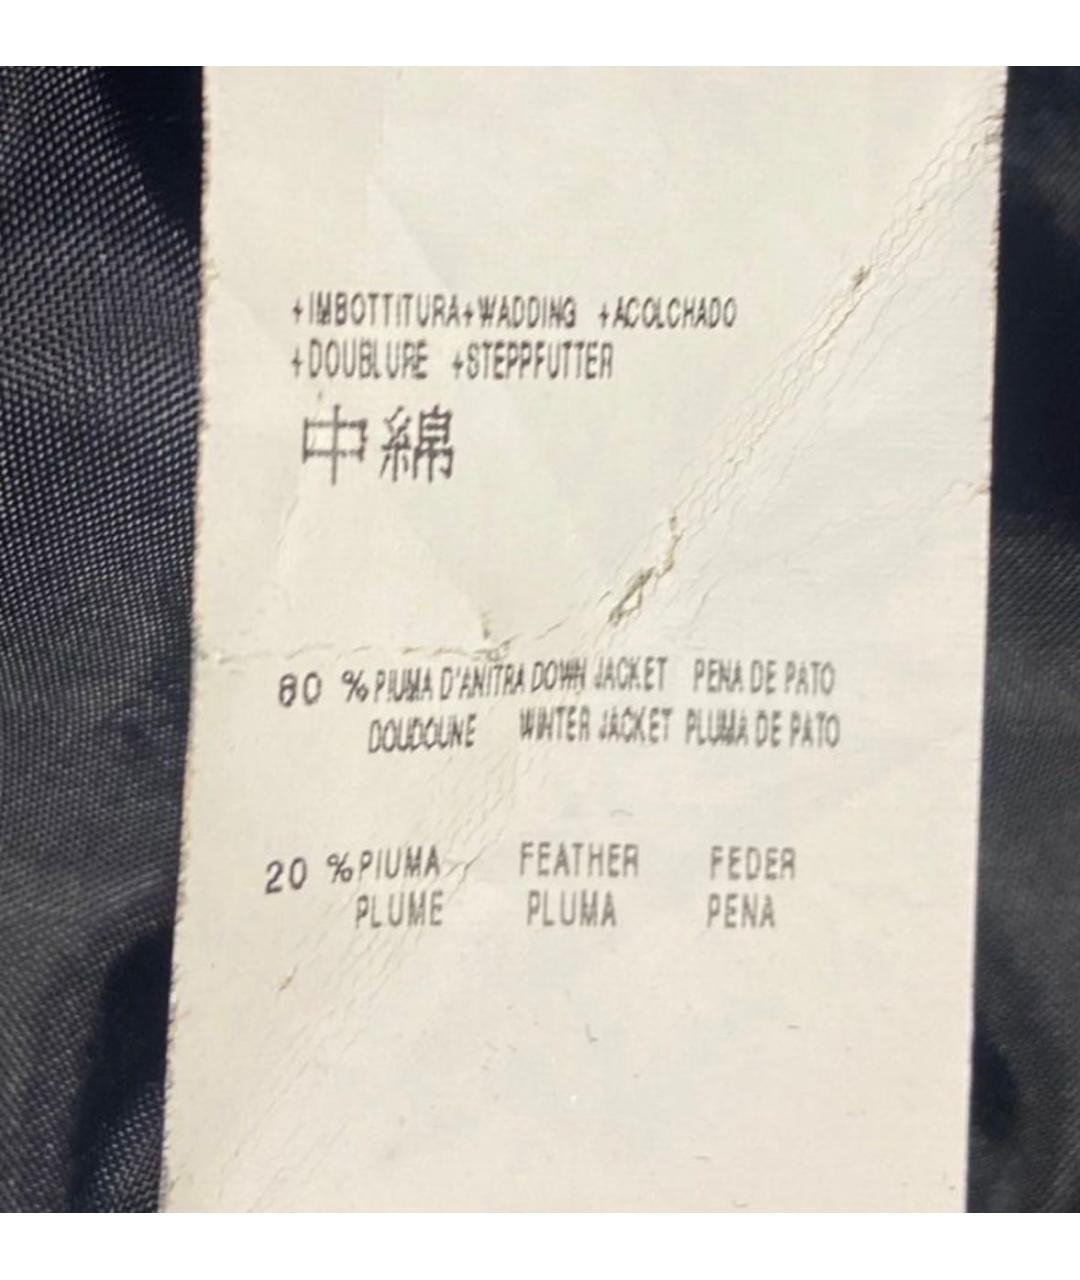 +IMBOTTITURA+WADDING +ACOLCHADO
+DOUBLURE +STEPPFUTTER
中綿
80 % PIUMA D'ANITRA DOWN JACKET PENA DE PATO
DOUDOUNE WINTER JACKET PLUMA DE PATO
20 % PIUMA FEATHER FEDER
PLUME PLUMA PENA